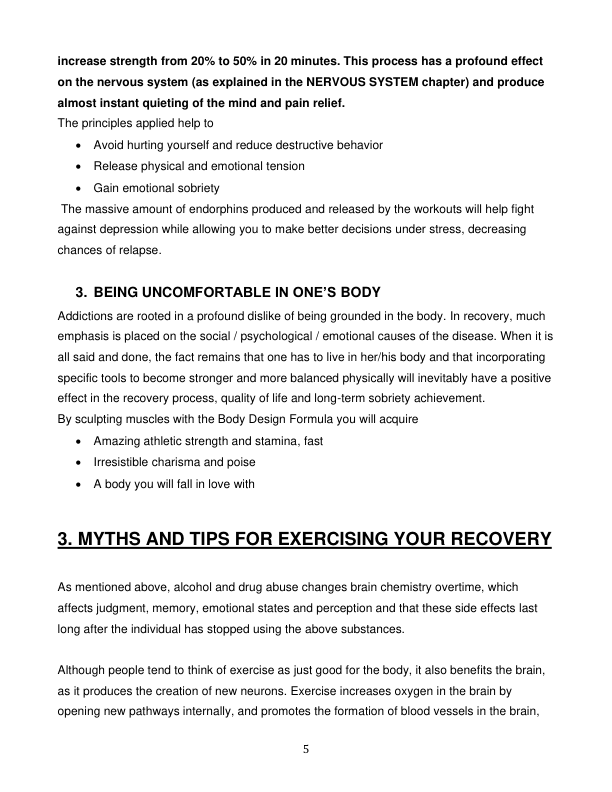 increase strength from 20% to 50% in 20 minutes. This process has a profound effect
on the nervous system (as explained in the NERVOUS SYSTEM chapter) and produce
almost instant quieting of the mind and pain relief.
The principles applied help to
• Avoid hurting yourself and reduce destructive behavior
• Release physical and emotional tension
• Gain emotional sobriety
The massive amount of endorphins produced and released by the workouts will help fight
against depression while allowing you to make better decisions under stress, decreasing
chances of relapse.
3. BEING UNCOMFORTABLE IN ONE'S BODY
Addictions are rooted in a profound dislike of being grounded in the body. In recovery, much
emphasis is placed on the social / psychological / emotional causes of the disease. When it is
all said and done, the fact remains that one has to live in her/his body and that incorporating
specific tools to become stronger and more balanced physically will inevitably have a positive
effect in the recovery process, quality of life and long-term sobriety achievement.
By sculpting muscles with the Body Design Formula you will acquire
• Amazing athletic strength and stamina, fast
• Irresistible charisma and poise
• A body you will fall in love with
3. MYTHS AND TIPS FOR EXERCISING YOUR RECOVERY
As mentioned above, alcohol and drug abuse changes brain chemistry overtime, which
affects judgment, memory, emotional states and perception and that these side effects last
long after the individual has stopped using the above substances.
Although people tend to think of exercise as just good for the body, it also benefits the brain,
as it produces the creation of new neurons. Exercise increases oxygen in the brain by
opening new pathways internally, and promotes the formation of blood vessels in the brain,
5